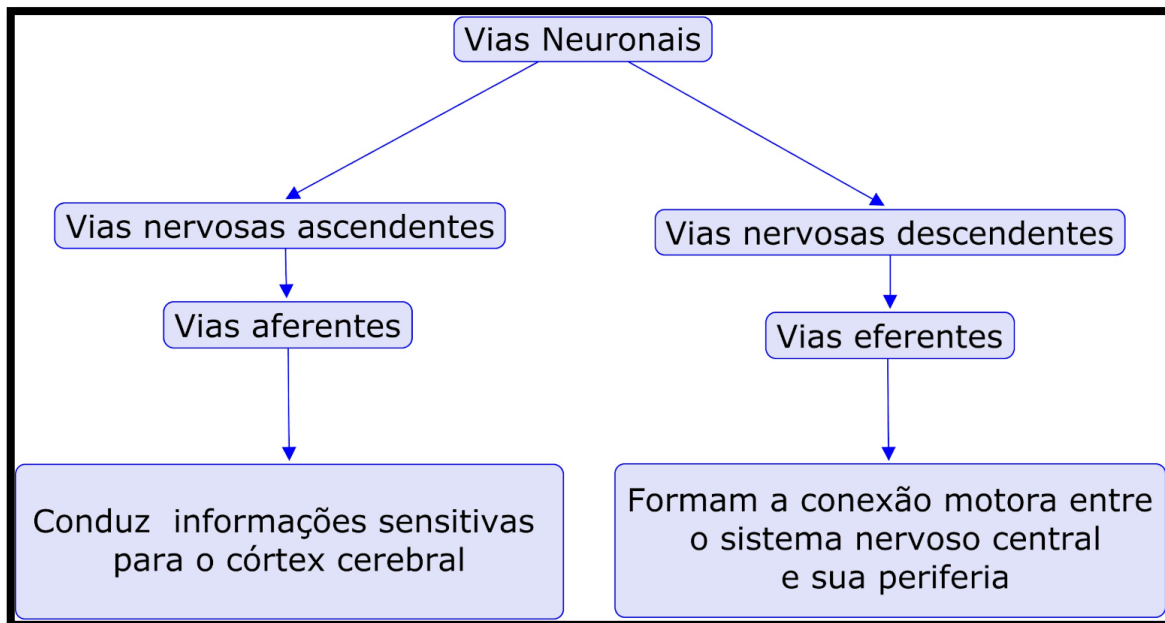 Vias Neuronais
Vias nervosas ascendentes
Vias nervosas descendentes
Vias aferentes
Vias eferentes
Conduz informações sensitivas
para o córtex cerebral
Formam a conexão motora entre
o sistema nervoso central
e sua periferia